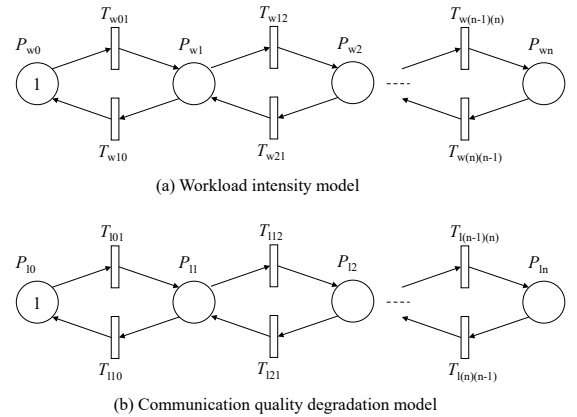 T_w01 T_w12 T_w(n-1)(n)
P_w0 P_w1 P_w2 P_wn
1
T_w10 T_w21 T_w(n)(n-1)
(a) Workload intensity model
T_l01 T_l12 T_l(n-1)(n)
P_l0 P_l1 P_l2 P_ln
1
T_l10 T_l21 T_l(n)(n-1)
(b) Communication quality degradation model